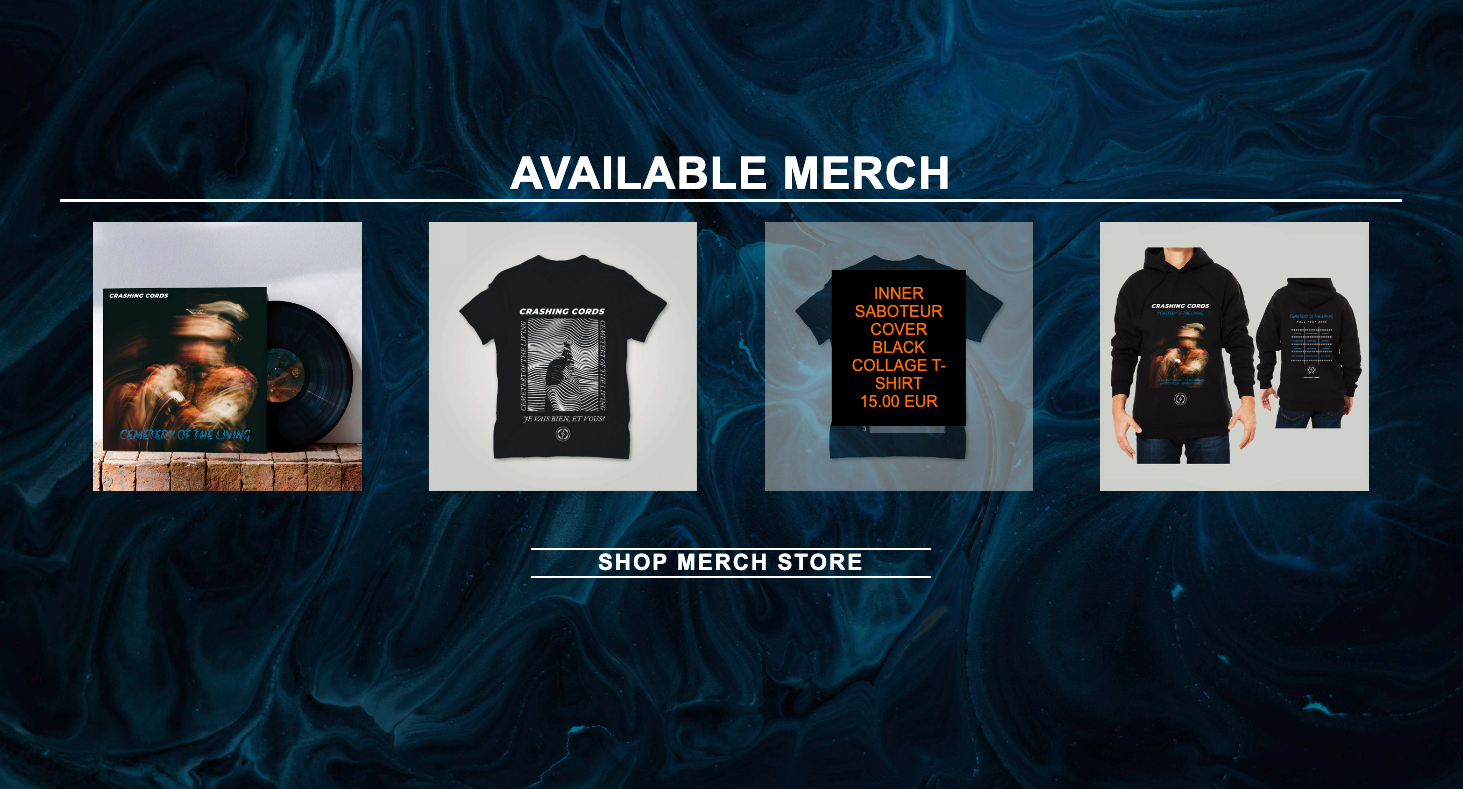 AVAILABLE MERCH
CRASHING CORDS
CEMETERY OF THE LIVING
CRASHING CORDS
CEMETERY OF THE LIVING
CEMETERY OF THE LIVING
"JE VAIS BIEN, ET VOUS?
INNER
SABOTEUR
COVER
BLACK
COLLAGE T-
SHIRT
15.00 EUR
CRASHING CORDS
CEMETERY OF THE LIVING
CEMETERY OF THE LIVING
SHOP MERCH STORE